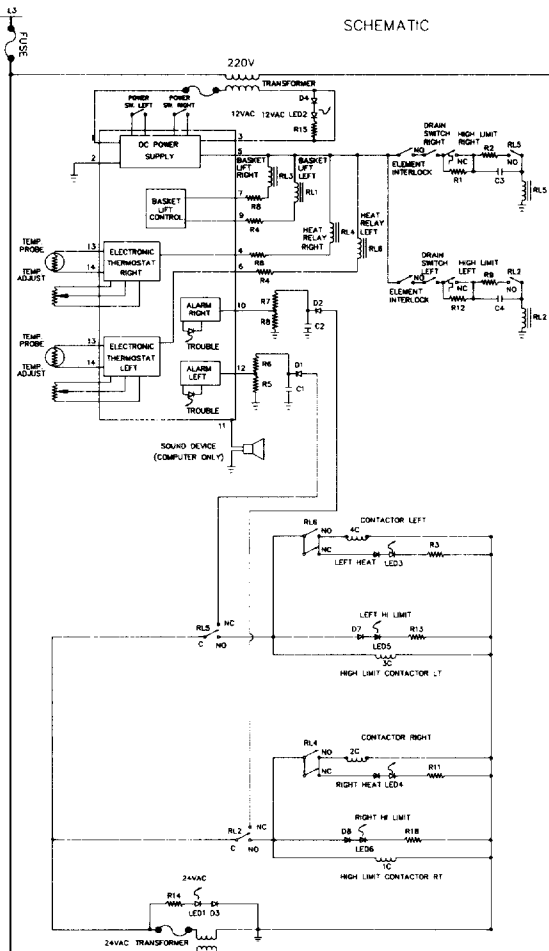 L3
SCHEMATIC
FUSE
220V
TRANSFORMER
POWER SW. LEFT
POWER SW. RIGHT
D4
12VAC
12VAC LED2
R15
1
3
DC POWER SUPPLY
2
5
BASKET LIFT RIGHT
BASKET LIFT LEFT
RL3
RL1
DRAIN SWITCH RIGHT
HIGH LIMIT RIGHT
RL5
NO
NC
R2
NO
ELEMENT INTERLOCK
R1
C3
RL5
BASKET LIFT CONTROL
7
R8
9
R4
HEAT RELAY RIGHT
RL4
HEAT RELAY LEFT
RL6
TEMP. PROBE
13
14
TEMP. ADJUST
ELECTRONIC THERMOSTAT RIGHT
4
R8
6
R4
DRAIN SWITCH LEFT
HIGH LIMIT LEFT
NO
NC
R9
RL2
NO
ELEMENT INTERLOCK
R12
C4
RL2
ALARM RIGHT
10
R7
R8
D2
C2
TROUBLE
TEMP. PROBE
13
14
TEMP. ADJUST
ELECTRONIC THERMOSTAT LEFT
ALARM LEFT
12
R6
R5
D1
C1
TROUBLE
11
SOUND DEVICE
(COMPUTER ONLY)
CONTACTOR LEFT
RL6
NO
4C
NC
R3
LEFT HEAT
LED3
LEFT HI LIMIT
RL5
NC
C
NO
D7
R13
LED5
3C
HIGH LIMIT CONTACTOR LT
CONTACTOR RIGHT
RL4
NO
2C
NC
R11
RIGHT HEAT
LED4
RIGHT HI LIMIT
RL2
NC
C
NO
D8
R18
LED6
1C
HIGH LIMIT CONTACTOR RT
24VAC
R14
LED1 D3
24VAC TRANSFORMER